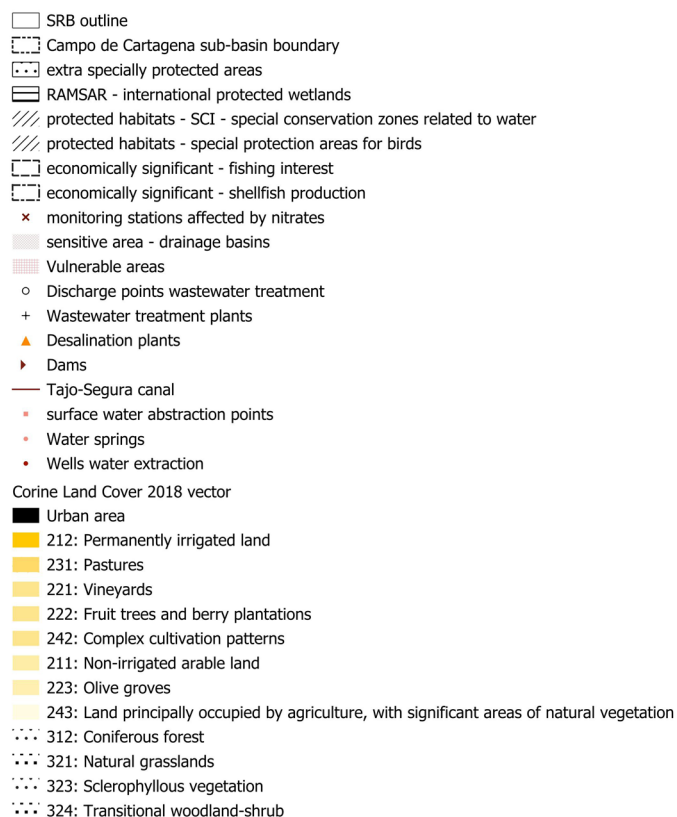 SRB outline
Campo de Cartagena sub-basin boundary
extra specially protected areas
RAMSAR - international protected wetlands
protected habitats - SCI - special conservation zones related to water
protected habitats - special protection areas for birds
economically significant - fishing interest
economically significant - shellfish production
monitoring stations affected by nitrates
sensitive area - drainage basins
Vulnerable areas
Discharge points wastewater treatment
Wastewater treatment plants
Desalination plants
Dams
Tajo-Segura canal
surface water abstraction points
Water springs
Wells water extraction
Corine Land Cover 2018 vector
Urban area
212: Permanently irrigated land
231: Pastures
221: Vineyards
222: Fruit trees and berry plantations
242: Complex cultivation patterns
211: Non-irrigated arable land
223: Olive groves
243: Land principally occupied by agriculture, with significant areas of natural vegetation
312: Coniferous forest
321: Natural grasslands
323: Sclerophyllous vegetation
324: Transitional woodland-shrub